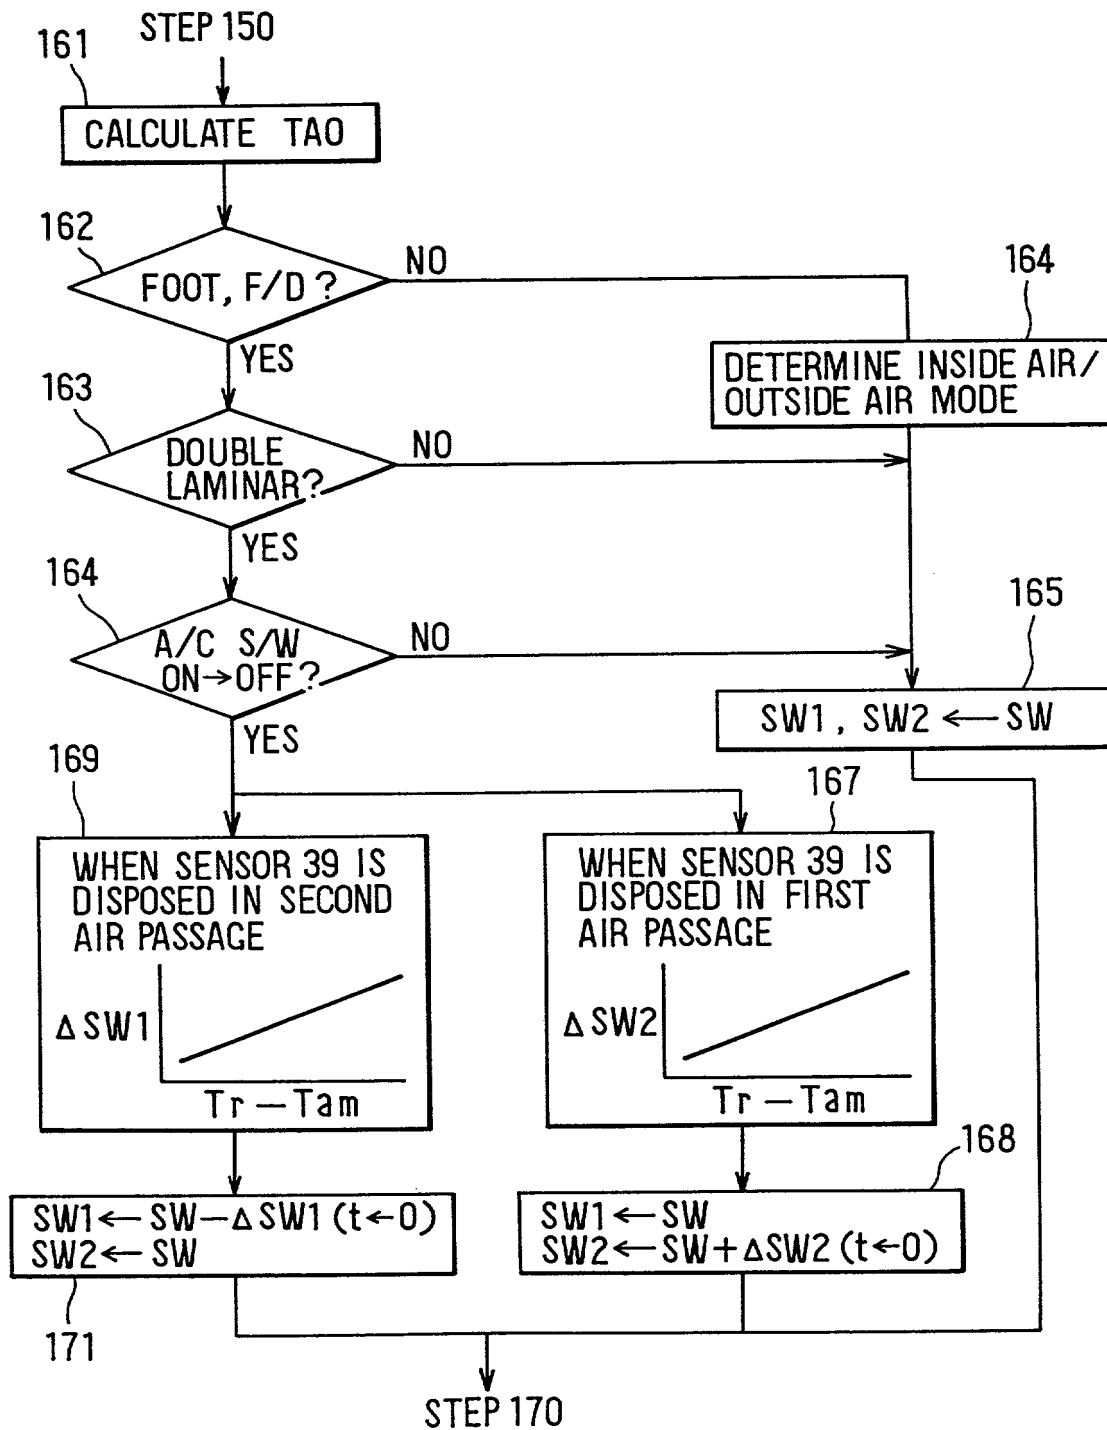 STEP 150
161
CALCULATE TAO
162
FOOT, F/D ?
NO
YES
164
DETERMINE INSIDE AIR/
OUTSIDE AIR MODE
163
DOUBLE
LAMINAR?
NO
YES
164
A/C S/W
ON→OFF?
NO
YES
165
SW1, SW2 ← SW
169
WHEN SENSOR 39 IS
DISPOSED IN SECOND
AIR PASSAGE
ΔSW1
Tr - Tam
167
WHEN SENSOR 39 IS
DISPOSED IN FIRST
AIR PASSAGE
ΔSW2
Tr - Tam
SW1 ← SW - ΔSW1 (t←0)
SW2 ← SW
171
168
SW1 ← SW
SW2 ← SW + ΔSW2 (t←0)
STEP 170